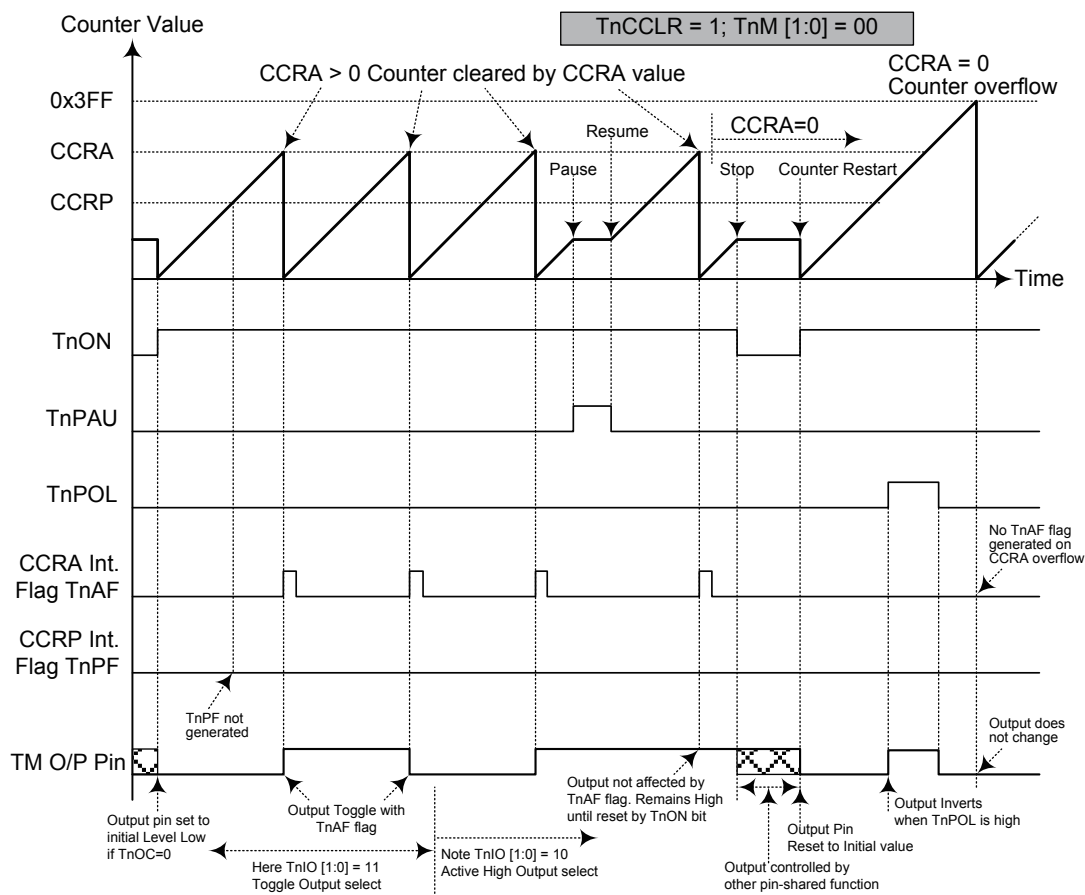 TnCCLR = 1; TnM [1:0] = 00
Counter Value
CCRA > 0 Counter cleared by CCRA value
CCRA = 0
Counter overflow
0x3FF
Resume
CCRA=0
CCRA
Pause
Stop
Counter Restart
CCRP
Time
TnON
TnPAU
TnPOL
No TnAF flag
generated on
CCRA overflow
CCRA Int.
Flag TnAF
CCRP Int.
Flag TnPF
TnPF not
generated
Output does
not change
TM O/P Pin
Output pin set to
initial Level Low
if TnOC=0
Output Toggle with
TnAF flag
Output not affected by
TnAF flag. Remains High
until reset by TnON bit
Output Inverts
when TnPOL is high
Output Pin
Reset to Initial value
Here TnIO [1:0] = 11
Toggle Output select
Note TnIO [1:0] = 10
Active High Output select
Output controlled by
other pin-shared function